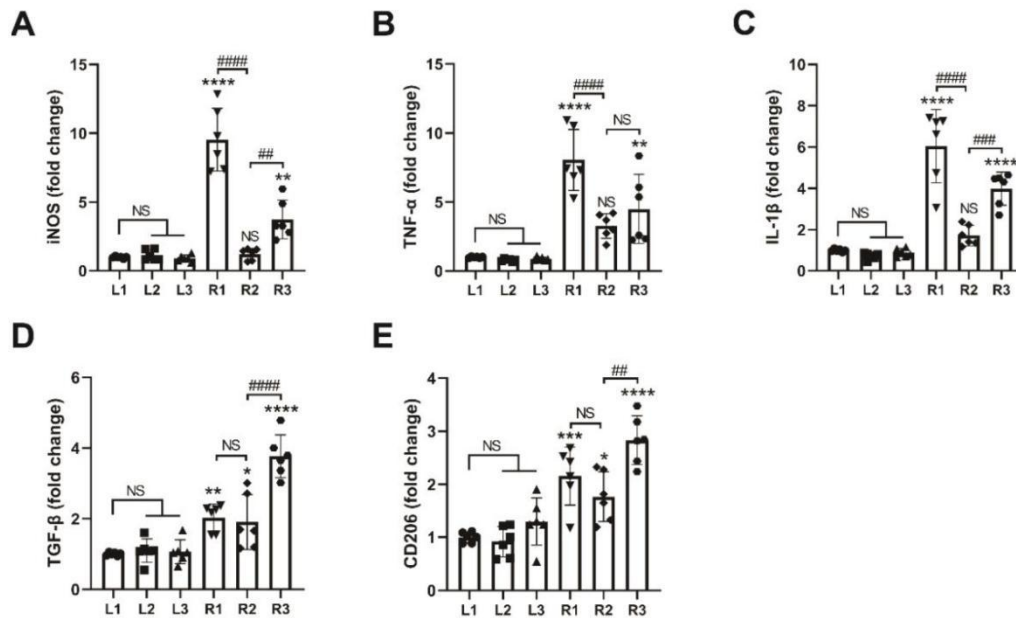 A
iNOS (fold change)
15
10
5
0
NS
****
####
NS
##
**
L1 L2 L3 R1 R2 R3
B
TNF-α (fold change)
15
10
5
0
NS
****
####
NS
NS
**
L1 L2 L3 R1 R2 R3
C
IL-1β (fold change)
10
8
6
4
2
0
NS
****
####
NS
###
****
L1 L2 L3 R1 R2 R3
D
TGF-β (fold change)
6
4
2
0
NS
**
NS
*
####
****
L1 L2 L3 R1 R2 R3
E
CD206 (fold change)
4
3
2
1
0
NS
***
NS
*
##
****
L1 L2 L3 R1 R2 R3